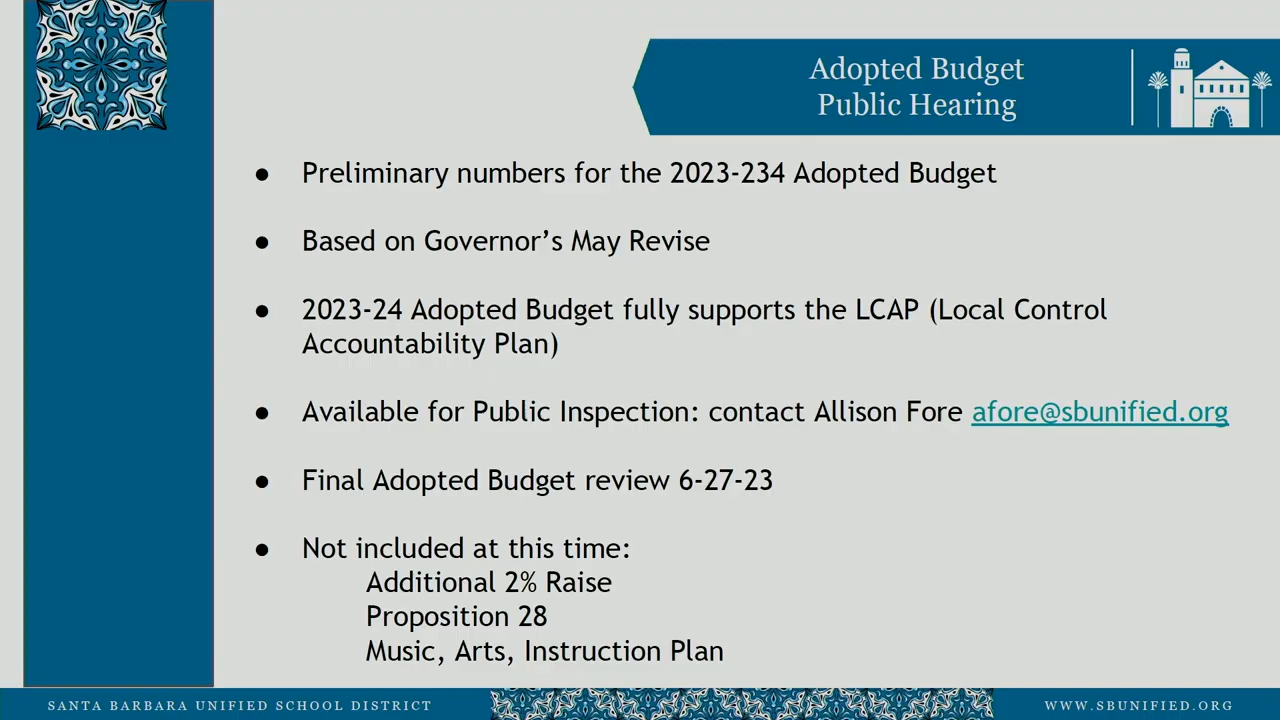 Adopted Budget
Public Hearing
● Preliminary numbers for the 2023-234 Adopted Budget
● Based on Governor’s May Revise
● 2023-24 Adopted Budget fully supports the LCAP (Local Control
Accountability Plan)
● Available for Public Inspection: contact Allison Fore afore@sbunified.org
● Final Adopted Budget review 6-27-23
● Not included at this time:
Additional 2% Raise
Proposition 28
Music, Arts, Instruction Plan
SANTA BARBARA UNIFIED SCHOOL DISTRICT
WWW.SBUNIFIED.ORG